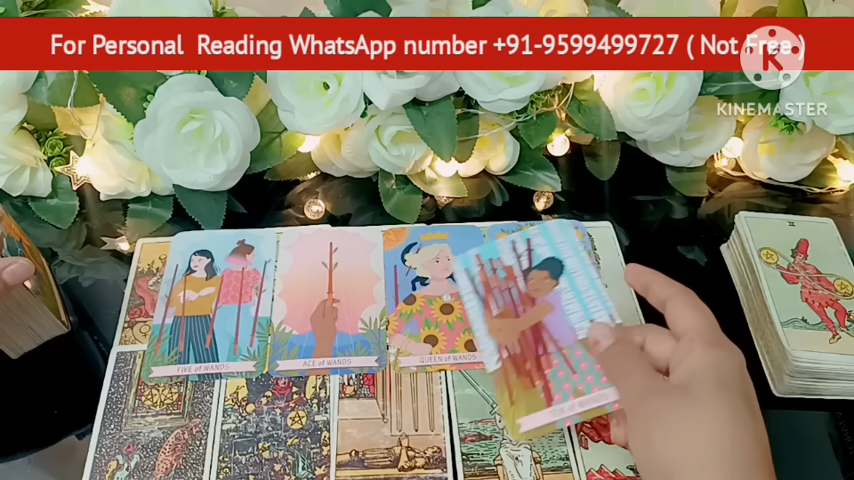 For Personal Reading WhatsApp number +91-9599499727 ( Not Free )
KINEMASTER
II
FIVE of WANDS
ACE of WANDS
QUEEN of WANDS